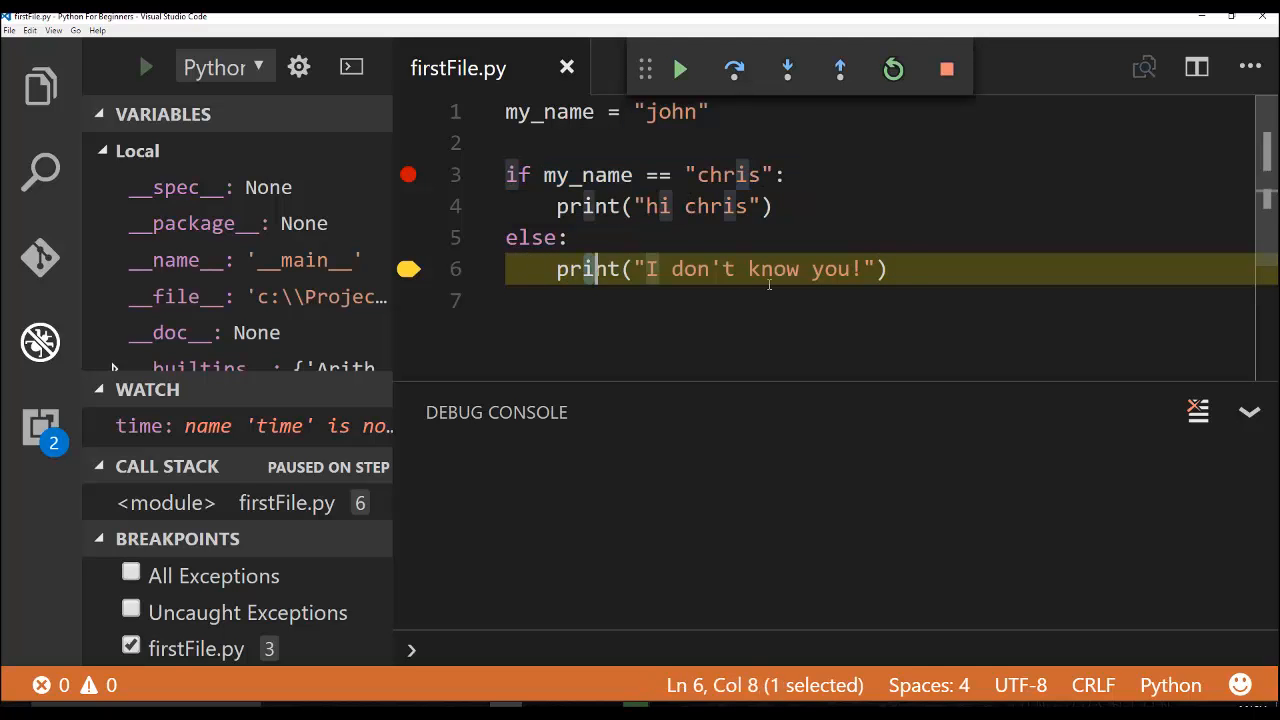 firstFile.py - Python For Beginners - Visual Studio Code
File Edit View Go Help
Python
firstFile.py
VARIABLES
Local
__spec__: None
__package__: None
__name__: '__main__'
__file__: 'c:\\Projec…
__doc__: None
__builtins__: {'Arith
WATCH
time: name 'time' is no…
CALL STACK PAUSED ON STEP
<module> firstFile.py 6
BREAKPOINTS
All Exceptions
Uncaught Exceptions
firstFile.py 3
2
1 my_name = "john"
2
3 if my_name == "chris":
4 print("hi chris")
5 else:
6 print("I don't know you!")
7
DEBUG CONSOLE
0 0 Ln 6, Col 8 (1 selected) Spaces: 4 UTF-8 CRLF Python